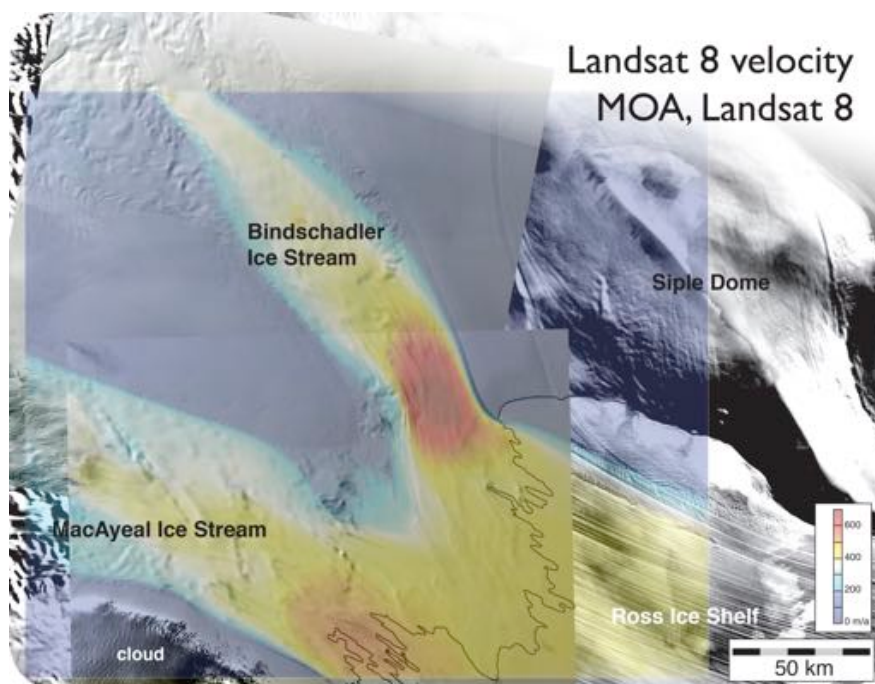 Landsat 8 velocity
MOA, Landsat 8
Bindschadler
Ice Stream
Siple Dome
MacAyeal Ice Stream
600
400
200
0 m/a
Ross Ice Shelf
cloud
50 km